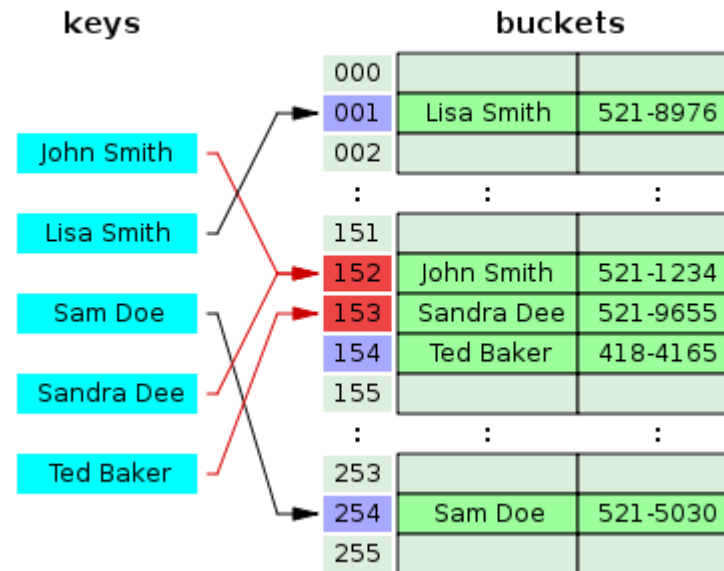 keys buckets
000
001 Lisa Smith 521-8976
John Smith 002
: : :
Lisa Smith 151
152 John Smith 521-1234
Sam Doe 153 Sandra Dee 521-9655
154 Ted Baker 418-4165
Sandra Dee 155
: : :
Ted Baker 253
254 Sam Doe 521-5030
255